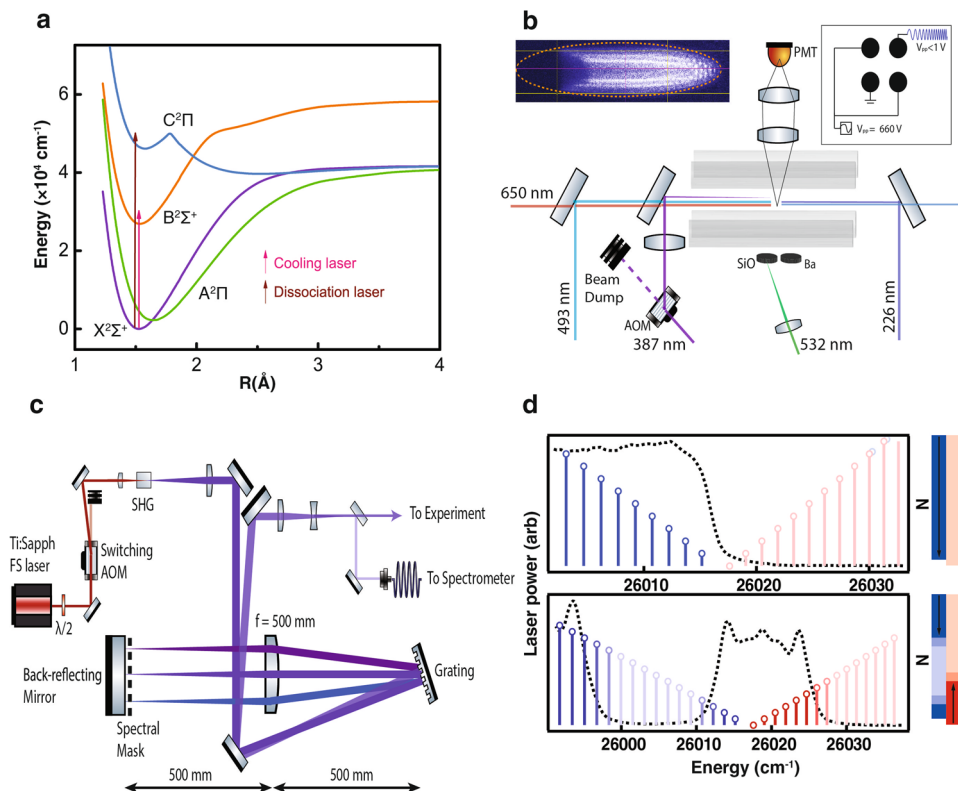 a
Energy (×10⁴ cm⁻¹)
6
4
2
0
C²Π
B²Σ⁺
A²Π
X²Σ⁺
Cooling laser
Dissociation laser
1
2
3
4
R(Å)
b
PMT
Vₚₚ<1 V
Vₚₚ= 660 V
650 nm
493 nm
Beam
Dump
AOM
387 nm
SiO
Ba
532 nm
226 nm
c
Ti:Sapph
FS laser
λ/2
Switching
AOM
SHG
To Experiment
To Spectrometer
f = 500 mm
Back-reflecting
Mirror
Spectral
Mask
Grating
500 mm
500 mm
d
Laser power (arb)
26010
26020
26030
N
26000
26010
26020
26030
N
Energy (cm⁻¹)